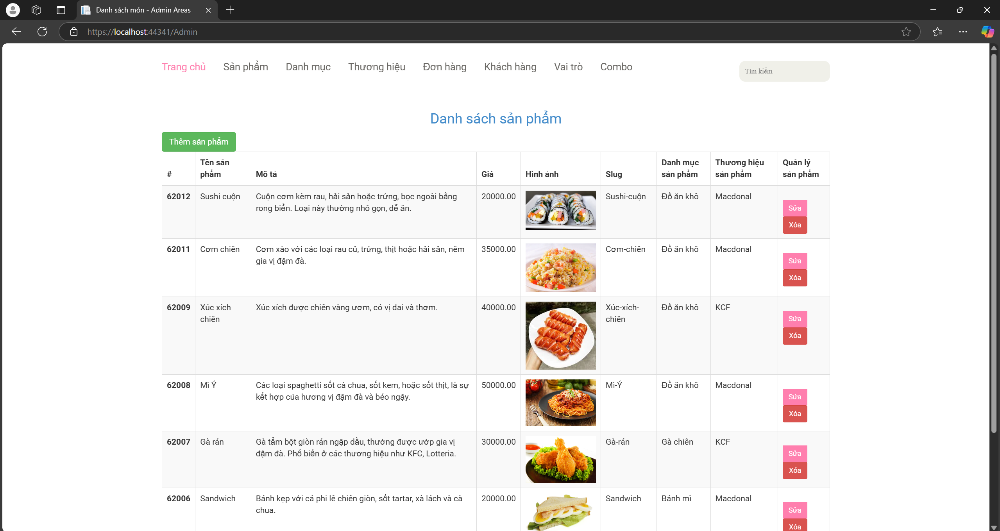 Danh sách món - Admin Areas
https://localhost:44341/Admin
Trang chủ Sản phẩm Danh mục Thương hiệu Đơn hàng Khách hàng Vai trò Combo
Tìm kiếm
Danh sách sản phẩm
Thêm sản phẩm
# Tên sản phẩm Mô tả Giá Hình ảnh Slug Danh mục sản phẩm Thương hiệu sản phẩm Quản lý sản phẩm
62012 Sushi cuộn Cuộn cơm kèm rau, hải sản hoặc trứng, bọc ngoài bằng 20000.00 Sushi-cuộn Đồ ăn khô Macdonal
rong biển. Loại này thường nhỏ gọn, dễ ăn.
Sửa
Xóa
62011 Cơm chiên Cơm xào với các loại rau củ, trứng, thịt hoặc hải sản, nêm 35000.00 Cơm-chiên Đồ ăn khô Macdonal
gia vị đậm đà.
Sửa
Xóa
62009 Xúc xích Xúc xích được chiên vàng ươm, có vị dai và thơm. 40000.00 Xúc-xích- Đồ ăn khô KCF
chiên chiên
Sửa
Xóa
62008 Mì Ý Các loại spaghetti sốt cà chua, sốt kem, hoặc sốt thịt, là sự 50000.00 Mì-Ý Đồ ăn khô Macdonal
kết hợp của hương vị đậm đà và béo ngậy.
Sửa
Xóa
62007 Gà rán Gà tẩm bột giòn rán ngập dầu, thường được ướp gia vị 30000.00 Gà-rán Gà chiên KCF
đậm đà. Phổ biến ở các thương hiệu như KFC, Lotteria.
Sửa
Xóa
62006 Sandwich Bánh kẹp với cá phi lê chiên giòn, sốt tartar, xà lách và cà 20000.00 Sandwich Bánh mì Macdonal
chua.
Sửa
Xóa